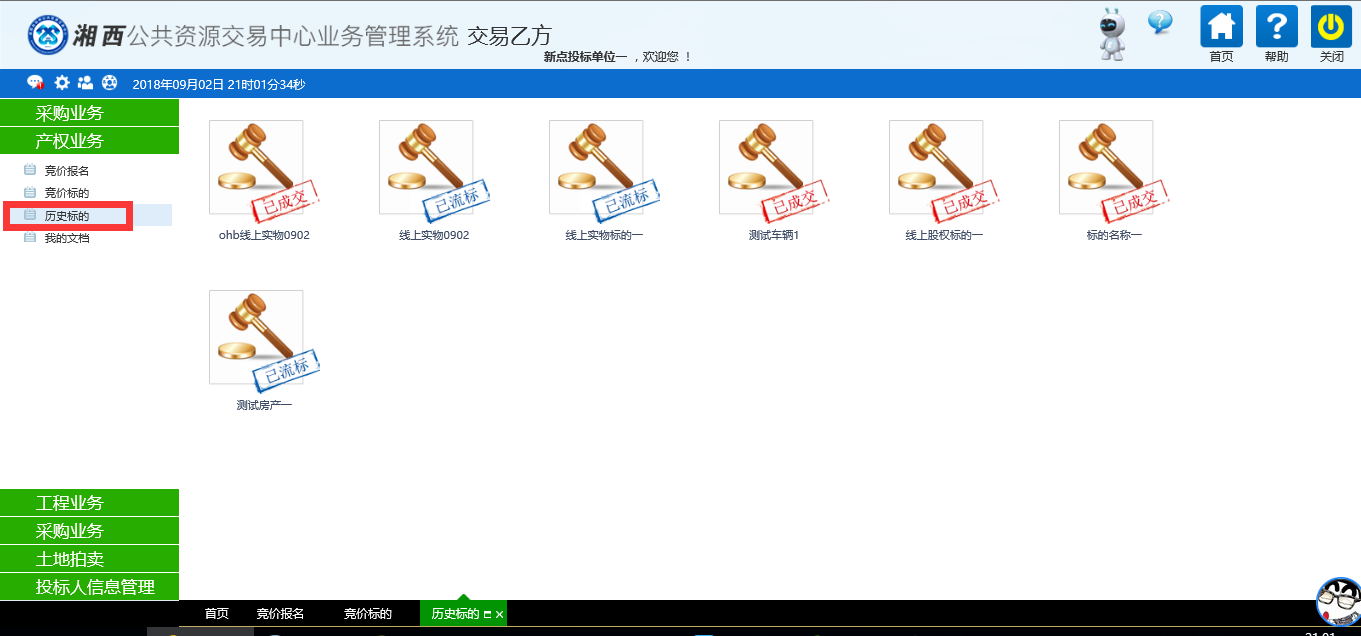 湘西公共资源交易中心业务管理系统 交易乙方
新点投标单位一 ，欢迎您 ！
首页 帮助 关闭
2018年09月02日 21时01分34秒
采购业务
产权业务
竞价报名
竞价标的
历史标的
我的文档
已成交
ohb线上实物0902
已流标
线上实物0902
已流标
线上实物标的一
已成交
测试车辆1
已成交
线上股权标的一
已成交
标的名称一
已流标
测试房产一
工程业务
采购业务
土地拍卖
投标人信息管理
首页 竞价报名 竞价标的 历史标的